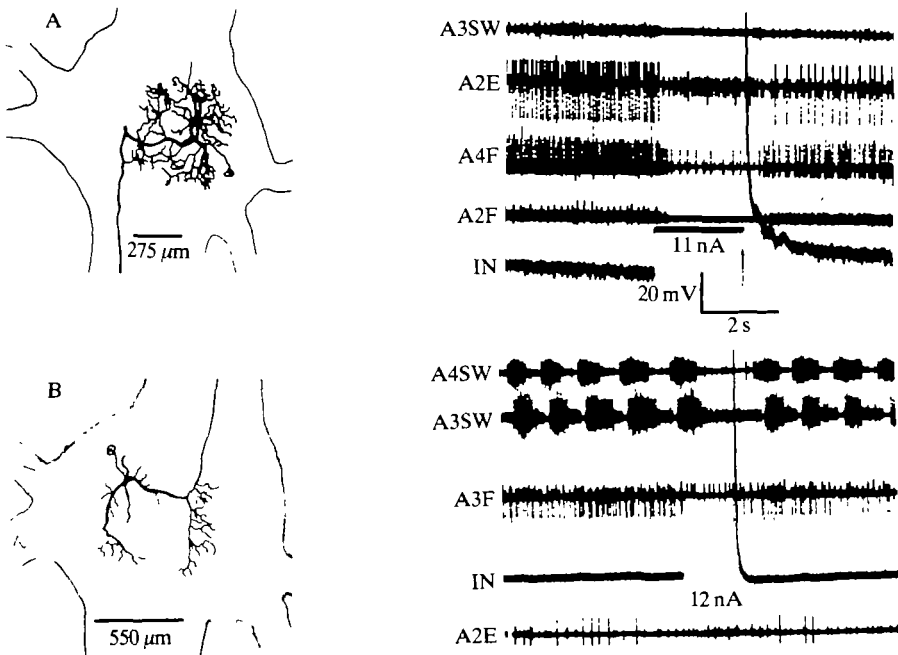 A
275 μm
A3SW
A2E
A4F
A2F
11 nA
IN
20 mV
2 s
B
550 μm
A4SW
A3SW
A3F
IN
12 nA
A2E